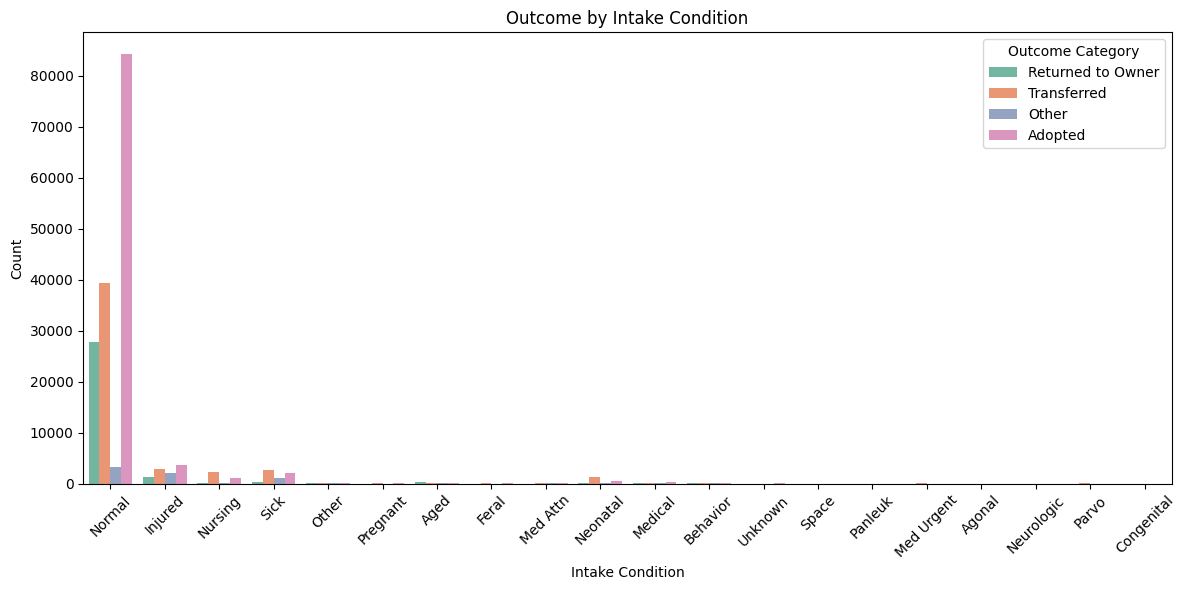 Outcome by Intake Condition
Outcome Category
Returned to Owner
Transferred
Other
Adopted
Count
80000
70000
60000
50000
40000
30000
20000
10000
0
Normal
Injured
Nursing
Sick
Other
Pregnant
Aged
Feral
Med Attn
Neonatal
Medical
Behavior
Unknown
Space
Panleuk
Med Urgent
Agonal
Neurologic
Parvo
Congenital
Intake Condition